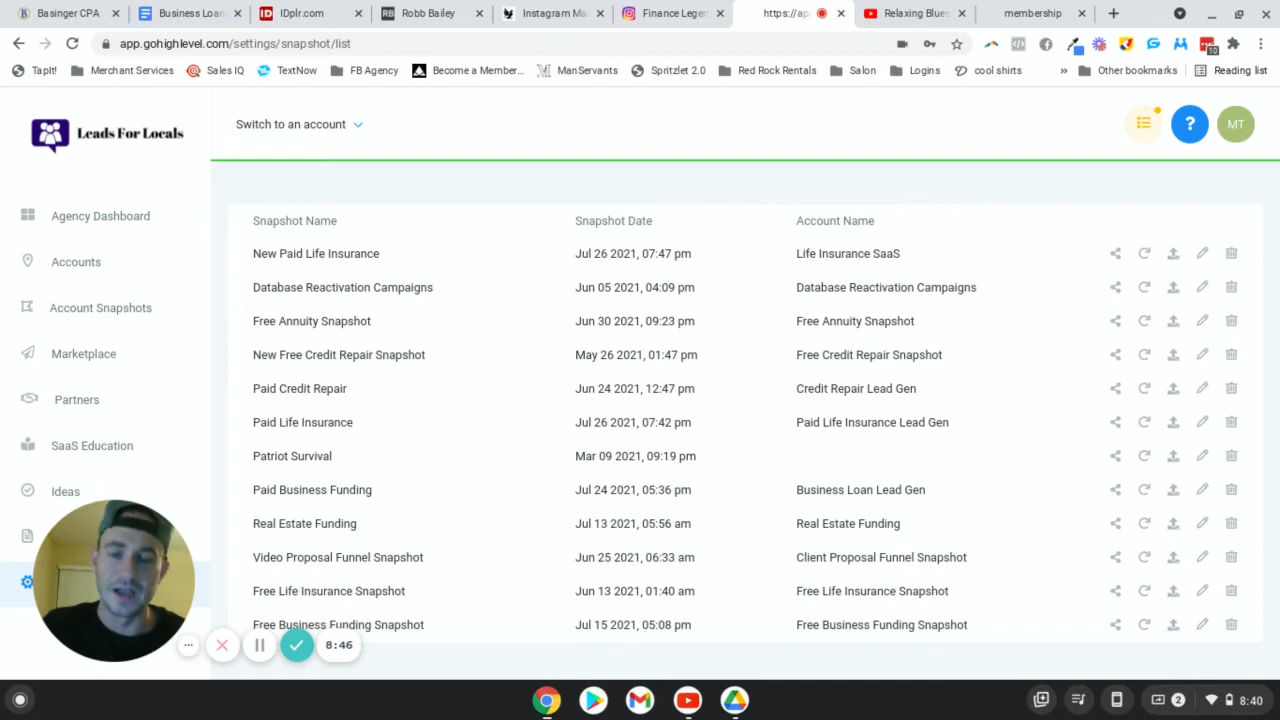 Basinger CPA
Business Loan
IDplr.com
Robb Bailey
Instagram Ma
Finance Legen
https://ap
Relaxing Blues
membership
app.gohighlevel.com/settings/snapshot/list
10
TapIt!
Merchant Services
Sales IQ
TextNow
FB Agency
Become a Member...
ManServants
Spritzlet 2.0
Red Rock Rentals
Salon
Logins
cool shirts
»
Other bookmarks
Reading list
Leads For Locals
Switch to an account
?
MT
Agency Dashboard
Accounts
Account Snapshots
Marketplace
Partners
SaaS Education
Ideas
Snapshot Name Snapshot Date Account Name
New Paid Life Insurance Jul 26 2021, 07:47 pm Life Insurance SaaS
Database Reactivation Campaigns Jun 05 2021, 04:09 pm Database Reactivation Campaigns
Free Annuity Snapshot Jun 30 2021, 09:23 pm Free Annuity Snapshot
New Free Credit Repair Snapshot May 26 2021, 01:47 pm Free Credit Repair Snapshot
Paid Credit Repair Jun 24 2021, 12:47 pm Credit Repair Lead Gen
Paid Life Insurance Jul 26 2021, 07:42 pm Paid Life Insurance Lead Gen
Patriot Survival Mar 09 2021, 09:19 pm
Paid Business Funding Jul 24 2021, 05:36 pm Business Loan Lead Gen
Real Estate Funding Jul 13 2021, 05:56 am Real Estate Funding
Video Proposal Funnel Snapshot Jun 25 2021, 06:33 am Client Proposal Funnel Snapshot
Free Life Insurance Snapshot Jun 13 2021, 01:40 am Free Life Insurance Snapshot
Free Business Funding Snapshot Jul 15 2021, 05:08 pm Free Business Funding Snapshot
8:46
2
8:40